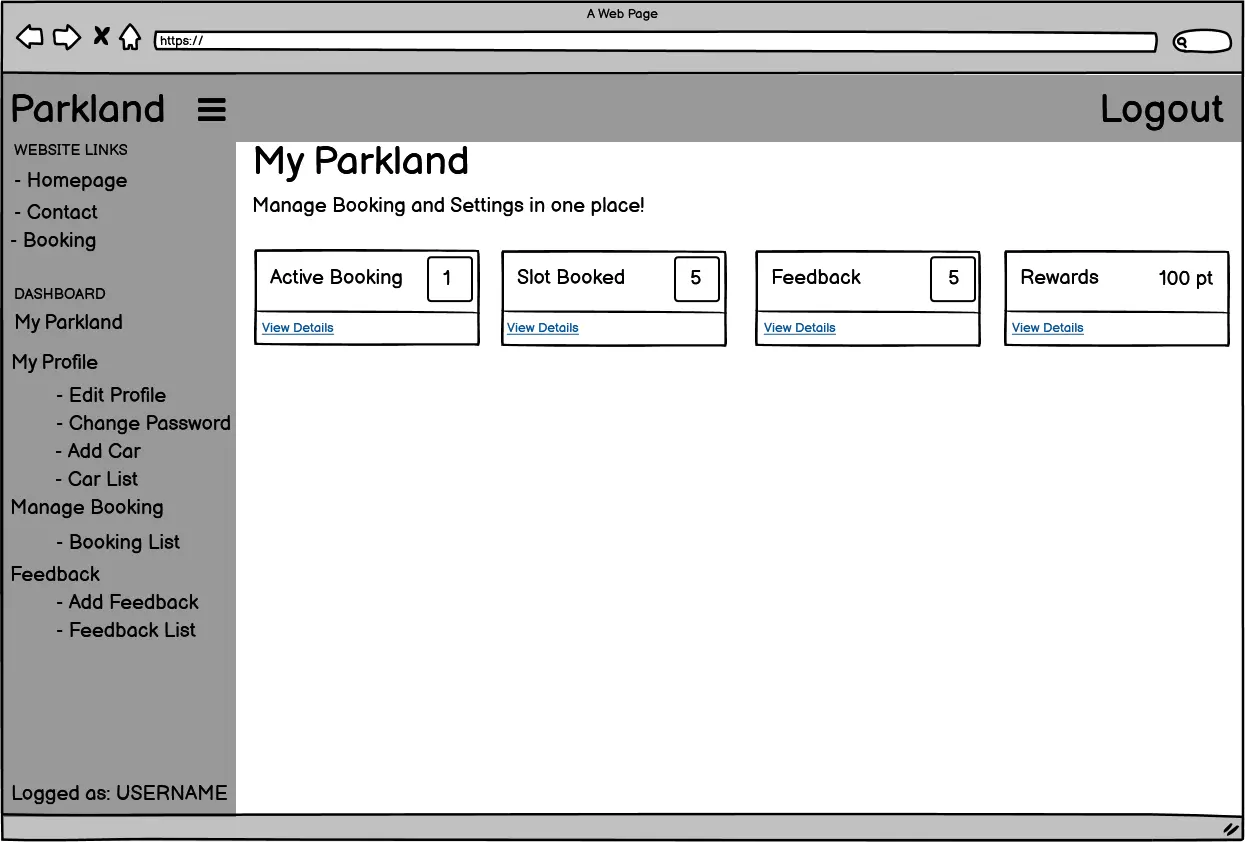 A Web Page
https://
Parkland
Logout
WEBSITE LINKS
- Homepage
- Contact
- Booking
DASHBOARD
My Parkland
My Profile
- Edit Profile
- Change Password
- Add Car
- Car List
Manage Booking
- Booking List
Feedback
- Add Feedback
- Feedback List
Logged as: USERNAME
My Parkland
Manage Booking and Settings in one place!
Active Booking 1
View Details
Slot Booked 5
View Details
Feedback 5
View Details
Rewards 100 pt
View Details